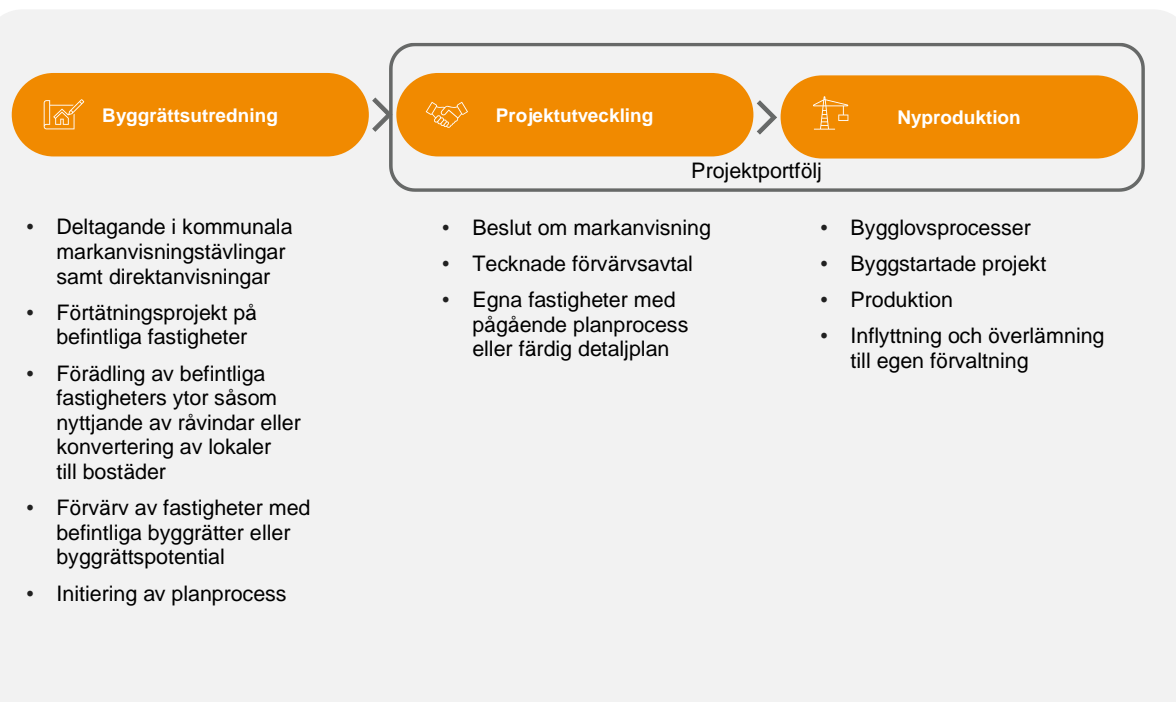 Byggrättsutredning
Projektutveckling
Nyproduktion
Projektportfölj
• Deltagande i kommunala
markanvisningstävlingar
samt direktanvisningar
• Förtätningsprojekt på
befintliga fastigheter
• Förädling av befintliga
fastigheters ytor såsom
nyttjande av råvindar eller
konvertering av lokaler
till bostäder
• Förvärv av fastigheter med
befintliga byggrätter eller
byggrättspotential
• Initiering av planprocess
• Beslut om markanvisning
• Tecknade förvärvsavtal
• Egna fastigheter med
pågående planprocess
eller färdig detaljplan
• Bygglovsprocesser
• Byggstartade projekt
• Produktion
• Inflyttning och överlämning
till egen förvaltning